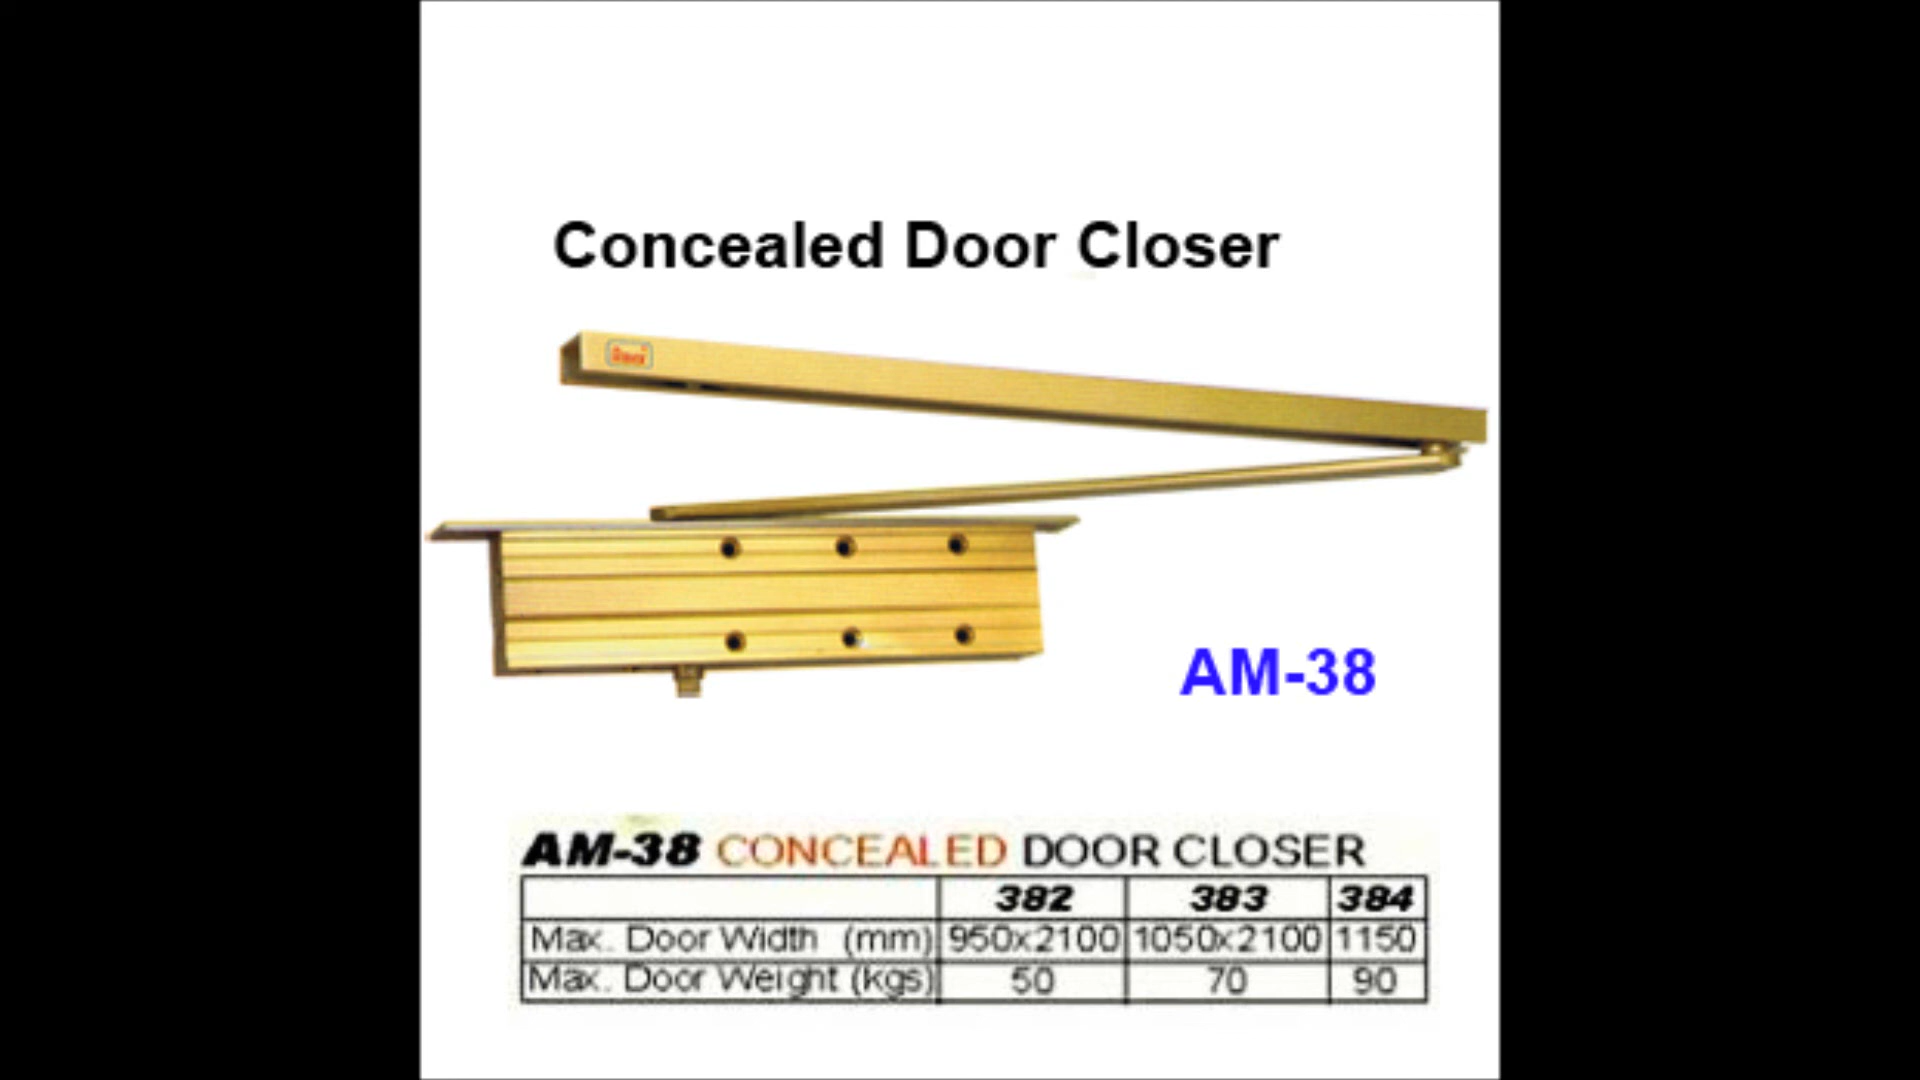 Concealed Door Closer
AM-38
AM-38 CONCEALED DOOR CLOSER
382 383 384
Max. Door Width (mm) 950x2100 1050x2100 1150
Max. Door Weight (kgs) 50 70 90